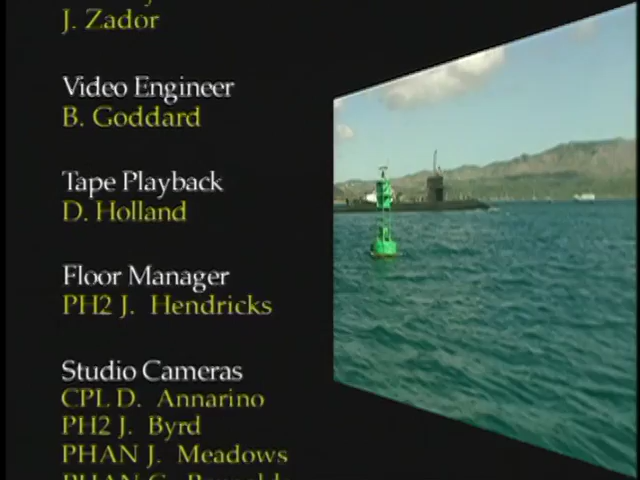 J. Zador
Video Engineer
B. Goddard
Tape Playback
D. Holland
Floor Manager
PH2 J. Hendricks
Studio Cameras
CPL D. Annarino
PH2 J. Byrd
PHAN J. Meadows